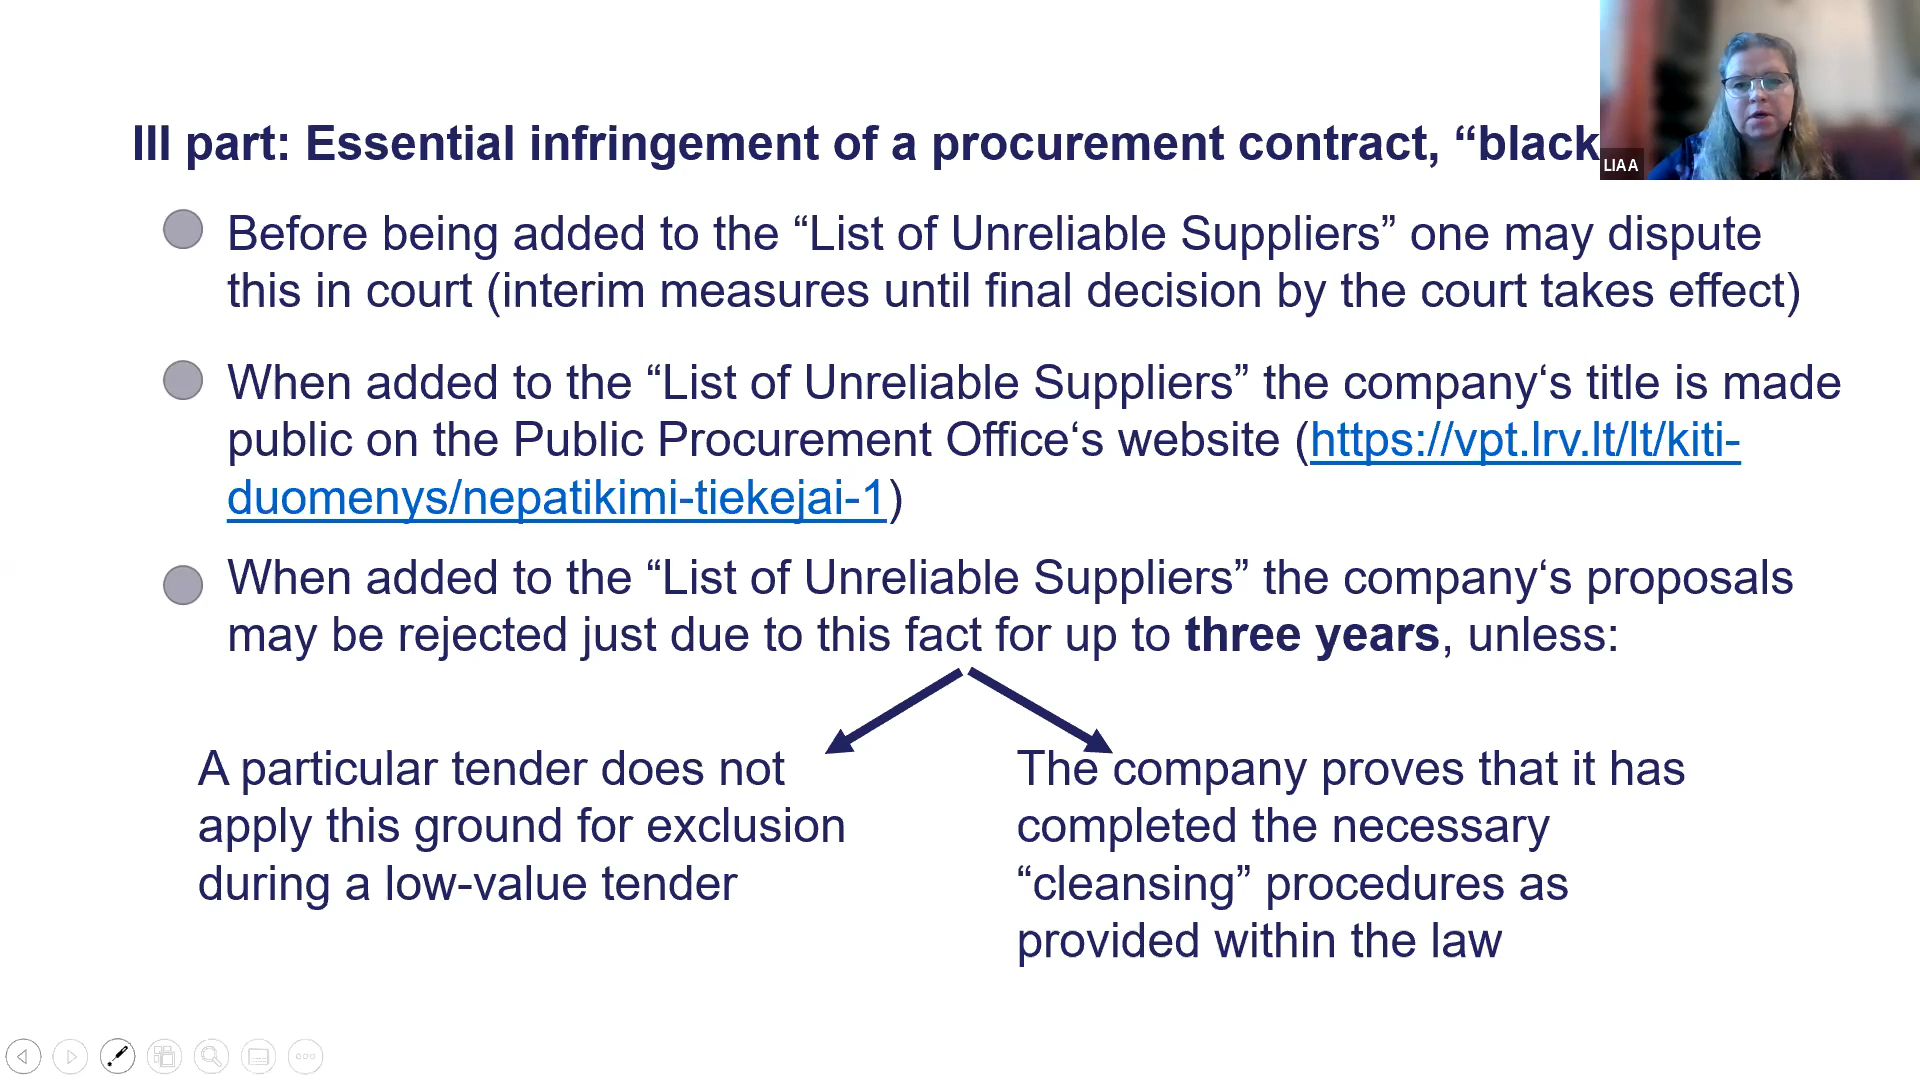 III part: Essential infringement of a procurement contract, “black
LIAA
Before being added to the “List of Unreliable Suppliers” one may dispute
this in court (interim measures until final decision by the court takes effect)
When added to the “List of Unreliable Suppliers” the company‘s title is made
public on the Public Procurement Office‘s website (https://vpt.lrv.lt/lt/kiti-
duomenys/nepatikimi-tiekejai-1)
When added to the “List of Unreliable Suppliers” the company‘s proposals
may be rejected just due to this fact for up to three years, unless:
A particular tender does not
apply this ground for exclusion
during a low-value tender
The company proves that it has
completed the necessary
“cleansing” procedures as
provided within the law